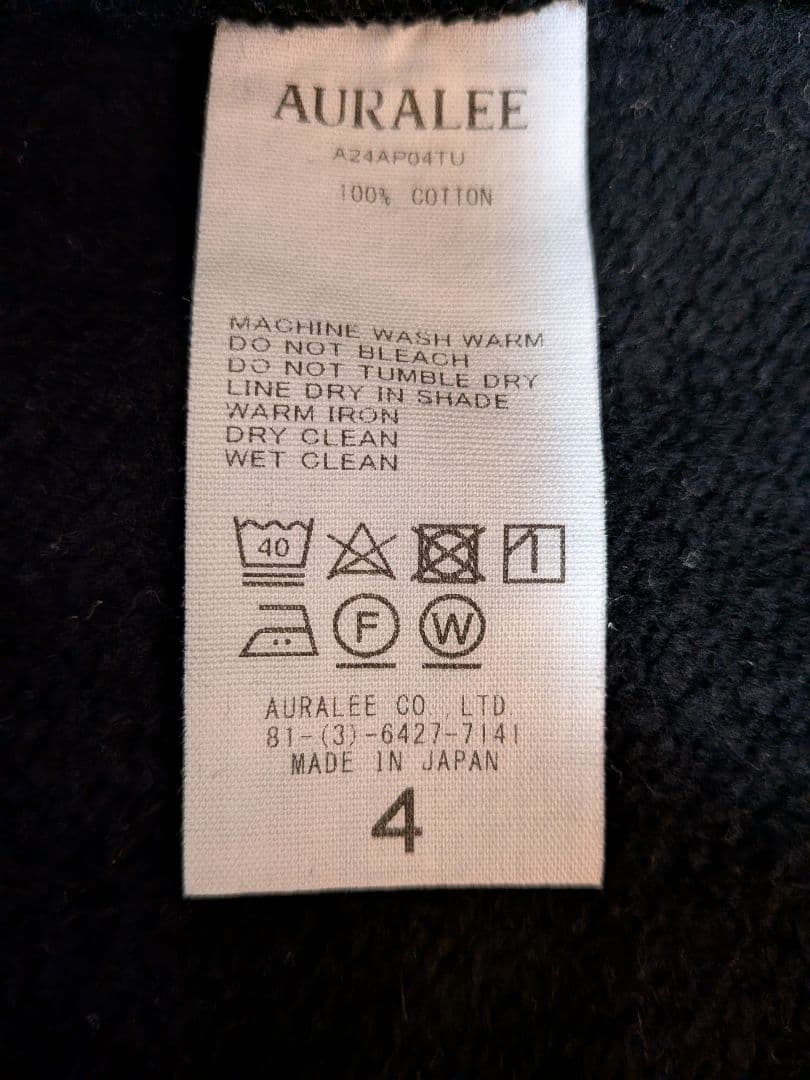 AURALEE
A24AP04TU
100% COTTON
MACHINE WASH WARM
DO NOT BLEACH
DO NOT TUMBLE DRY
LINE DRY IN SHADE
WARM IRON
DRY CLEAN
WET CLEAN
40
F W
AURALEE CO.,LTD
81-(3)-6427-7141
MADE IN JAPAN
4